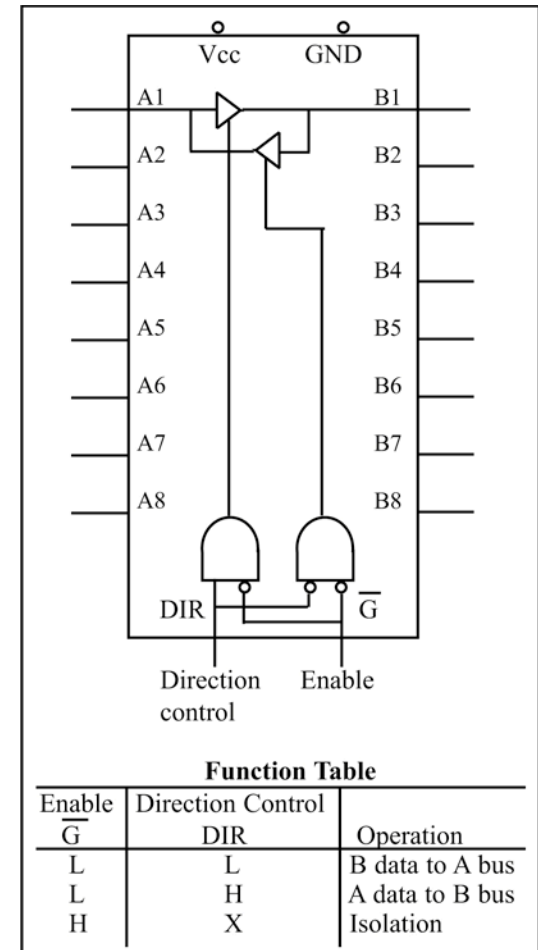 Vcc GND
A1 B1
A2 B2
A3 B3
A4 B4
A5 B5
A6 B6
A7 B7
A8 B8
DIR G̅
Direction Enable
control
Function Table
Enable Direction Control
G̅ DIR Operation
L L B data to A bus
L H A data to B bus
H X Isolation